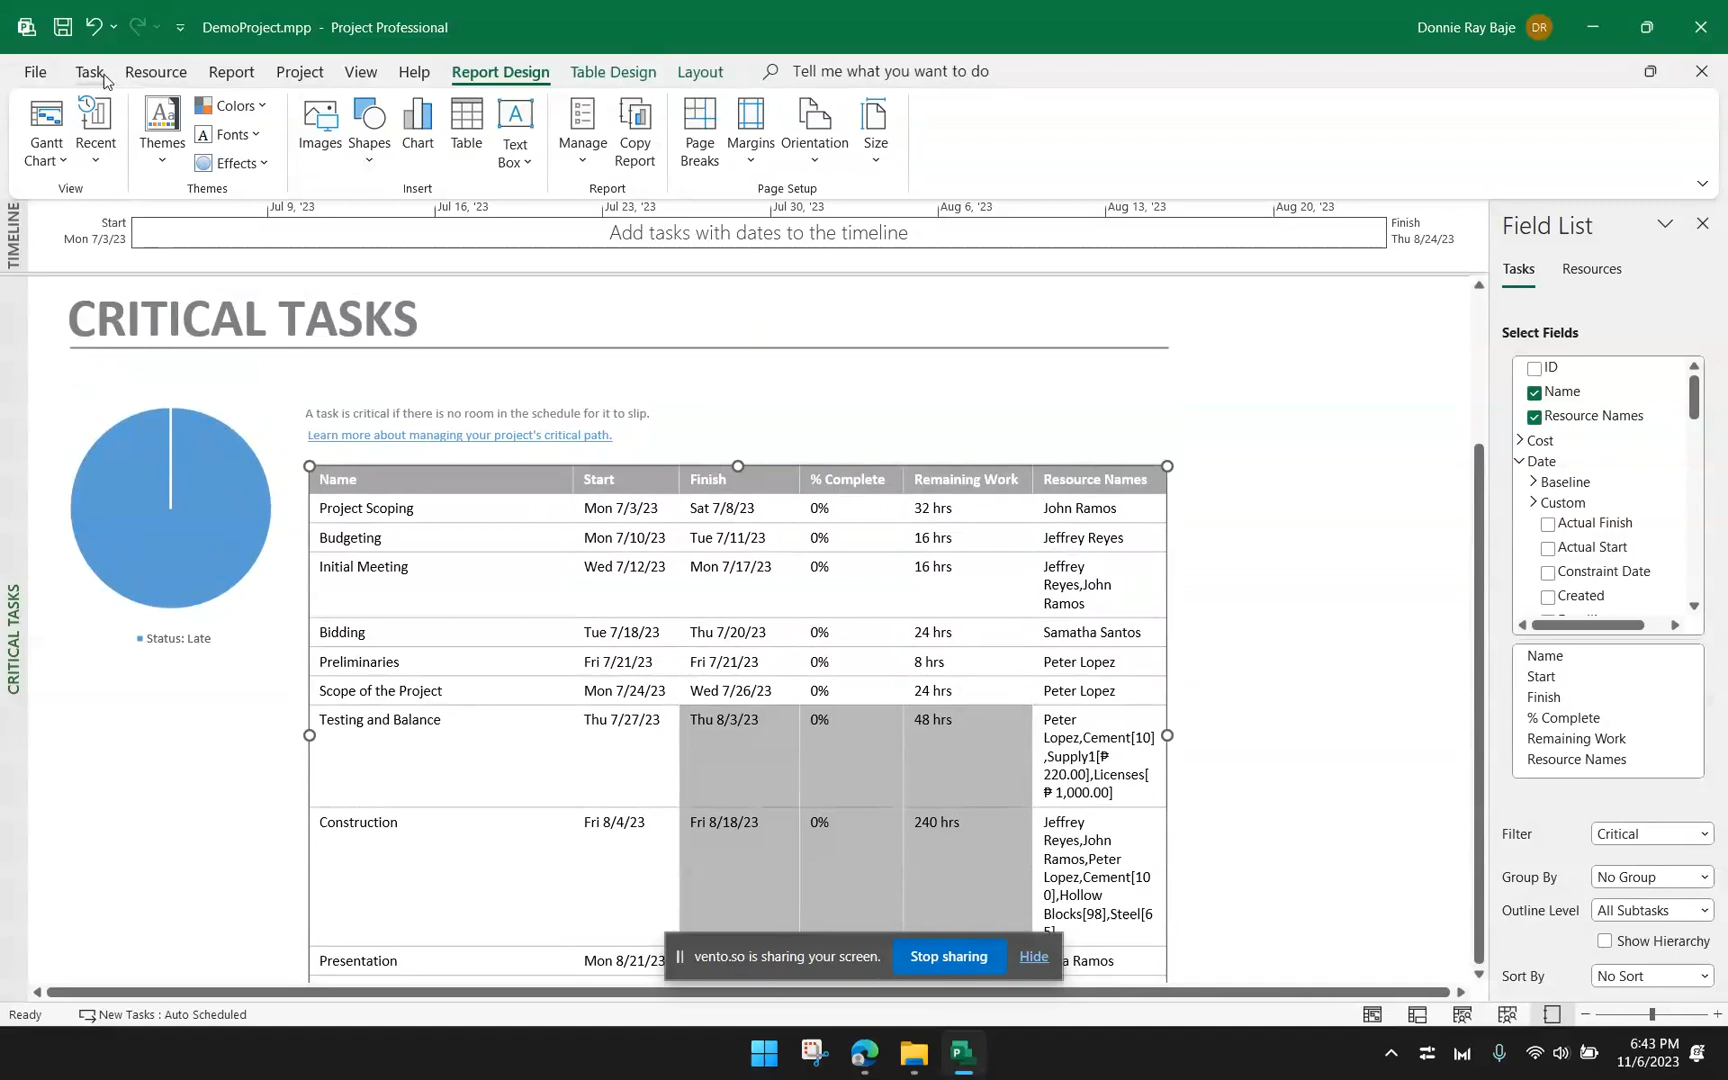 DemoProject.mpp - Project Professional
Donnie Ray Baje DR
File Task Resource Report Project View Help Report Design Table Design Layout Tell me what you want to do
Gantt Chart Recent Themes Colors Fonts Effects Images Shapes Chart Table Text Box Manage Copy Report Page Breaks Margins Orientation Size
View Themes Insert Report Page Setup
TIMELINE
Jul 9, '23 Jul 16, '23 Jul 23, '23 Jul 30, '23 Aug 6, '23 Aug 13, '23 Aug 20, '23
Start
Mon 7/3/23
Add tasks with dates to the timeline
Finish
Thu 8/24/23
CRITICAL TASKS
CRITICAL TASKS
A task is critical if there is no room in the schedule for it to slip.
Learn more about managing your project's critical path.
Status: Late
Name Start Finish % Complete Remaining Work Resource Names
Project Scoping Mon 7/3/23 Sat 7/8/23 0% 32 hrs John Ramos
Budgeting Mon 7/10/23 Tue 7/11/23 0% 16 hrs Jeffrey Reyes
Initial Meeting Wed 7/12/23 Mon 7/17/23 0% 16 hrs Jeffrey
Reyes,John
Ramos
Bidding Tue 7/18/23 Thu 7/20/23 0% 24 hrs Samatha Santos
Preliminaries Fri 7/21/23 Fri 7/21/23 0% 8 hrs Peter Lopez
Scope of the Project Mon 7/24/23 Wed 7/26/23 0% 24 hrs Peter Lopez
Testing and Balance Thu 7/27/23 Thu 8/3/23 0% 48 hrs Peter
Lopez,Cement[10]
,Supply1[₱
220.00],Licenses[
₱ 1,000.00]
Construction Fri 8/4/23 Fri 8/18/23 0% 240 hrs Jeffrey
Reyes,John
Ramos,Peter
Lopez,Cement[10
0],Hollow
Blocks[98],Steel[6
5]
Presentation Mon 8/21/23 Ramos
vento.so is sharing your screen. Stop sharing Hide
Field List
Tasks Resources
Select Fields
ID
Name
Resource Names
Cost
Date
Baseline
Custom
Actual Finish
Actual Start
Constraint Date
Created
Name
Start
Finish
% Complete
Remaining Work
Resource Names
Filter Critical
Group By No Group
Outline Level All Subtasks
Show Hierarchy
Sort By No Sort
Ready New Tasks : Auto Scheduled
6:43 PM
11/6/2023